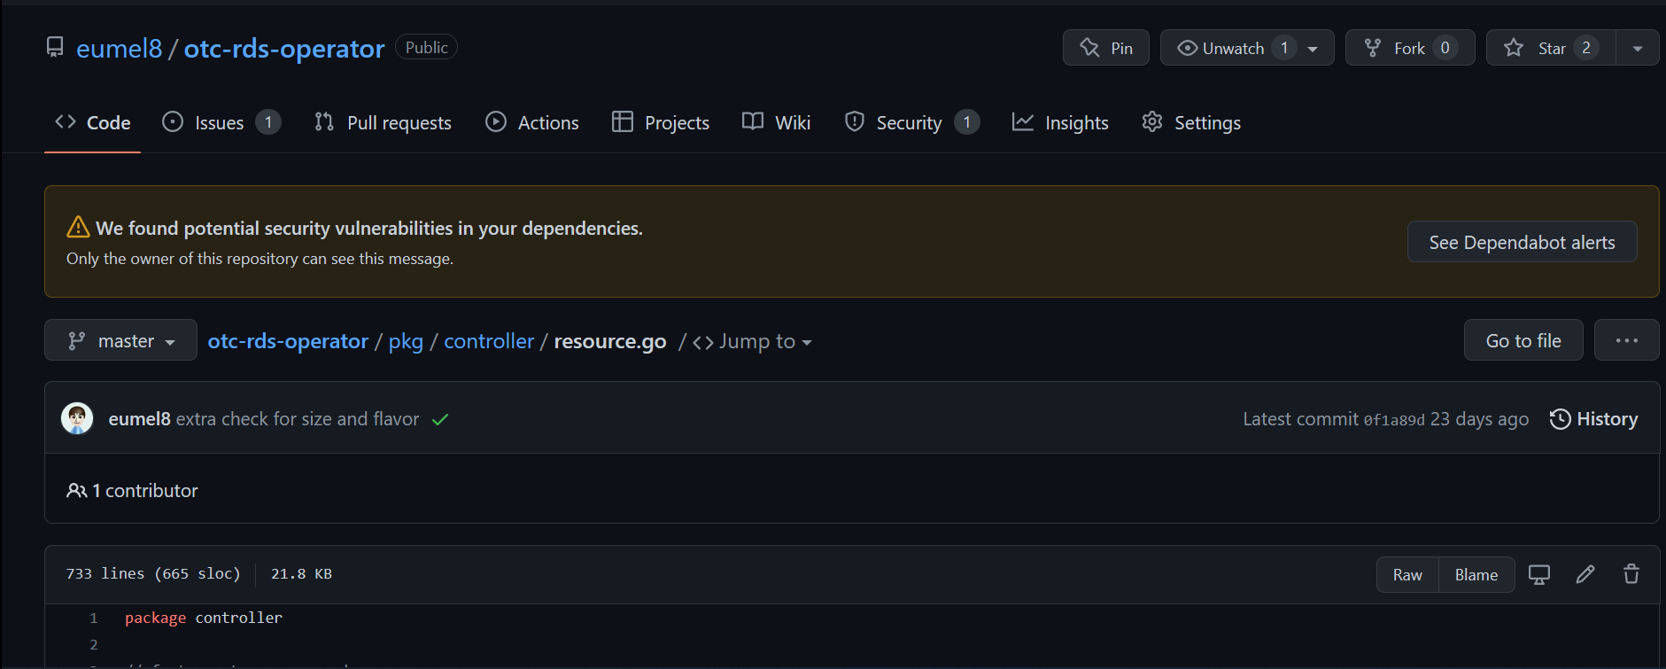 eumel8 / otc-rds-operator Public Pin Unwatch 1 Fork 0 Star 2
Code Issues 1 Pull requests Actions Projects Wiki Security 1 Insights Settings
We found potential security vulnerabilities in your dependencies.
Only the owner of this repository can see this message.
See Dependabot alerts
master otc-rds-operator / pkg / controller / resource.go / <> Jump to Go to file ...
eumel8 extra check for size and flavor Latest commit 0f1a89d 23 days ago History
1 contributor
733 lines (665 sloc) 21.8 KB Raw Blame
1 package controller
2